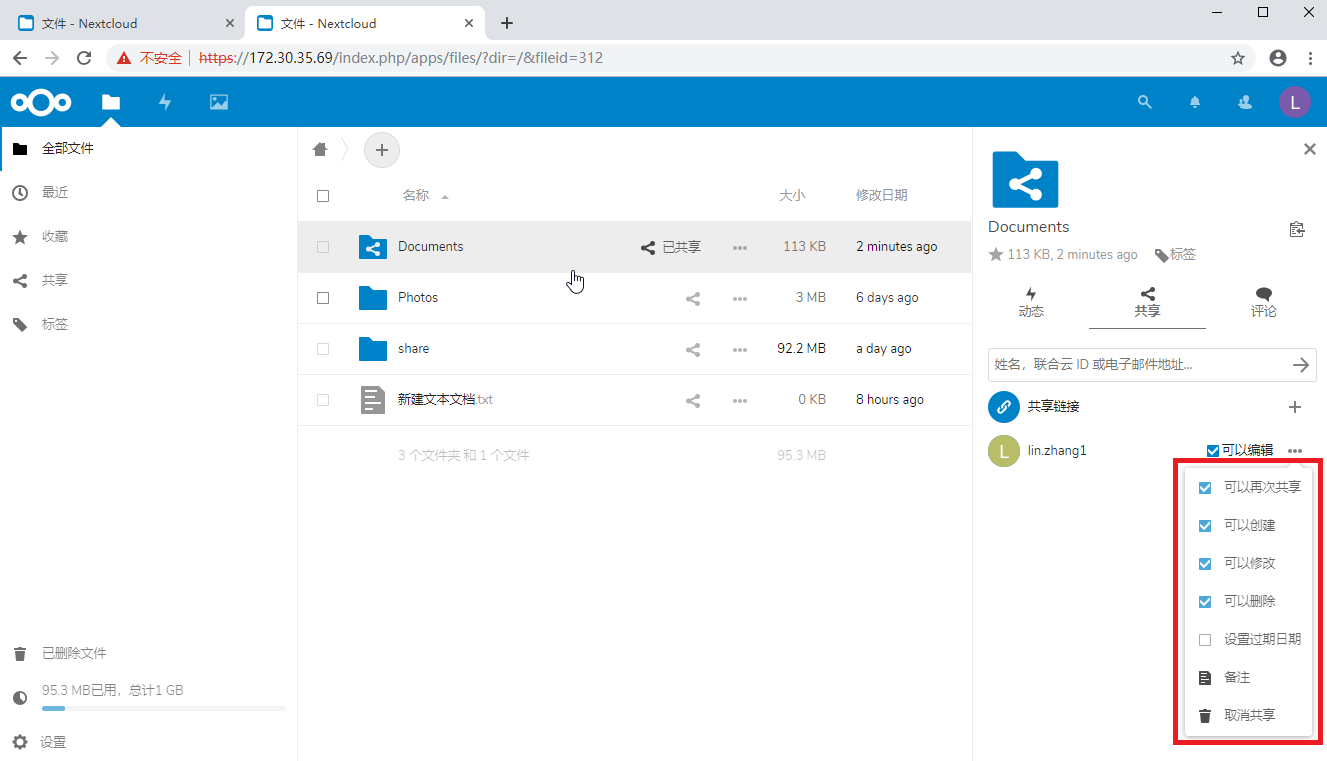 文件 - Nextcloud
文件 - Nextcloud
不安全 https://172.30.35.69/index.php/apps/files/?dir=/&fileid=312
L
全部文件
最近
收藏
共享
标签
已删除文件
95.3 MB已用，总计1 GB
设置
名称 大小 修改日期
Documents 已共享 113 KB 2 minutes ago
Photos 3 MB 6 days ago
share 92.2 MB a day ago
新建文本文档.txt 0 KB 8 hours ago
3 个文件夹 和 1 个文件 95.3 MB
Documents
113 KB, 2 minutes ago 标签
动态 共享 评论
姓名，联合云 ID 或电子邮件地址...
共享链接
L lin.zhang1 可以编辑
可以再次共享
可以创建
可以修改
可以删除
设置过期日期
备注
取消共享